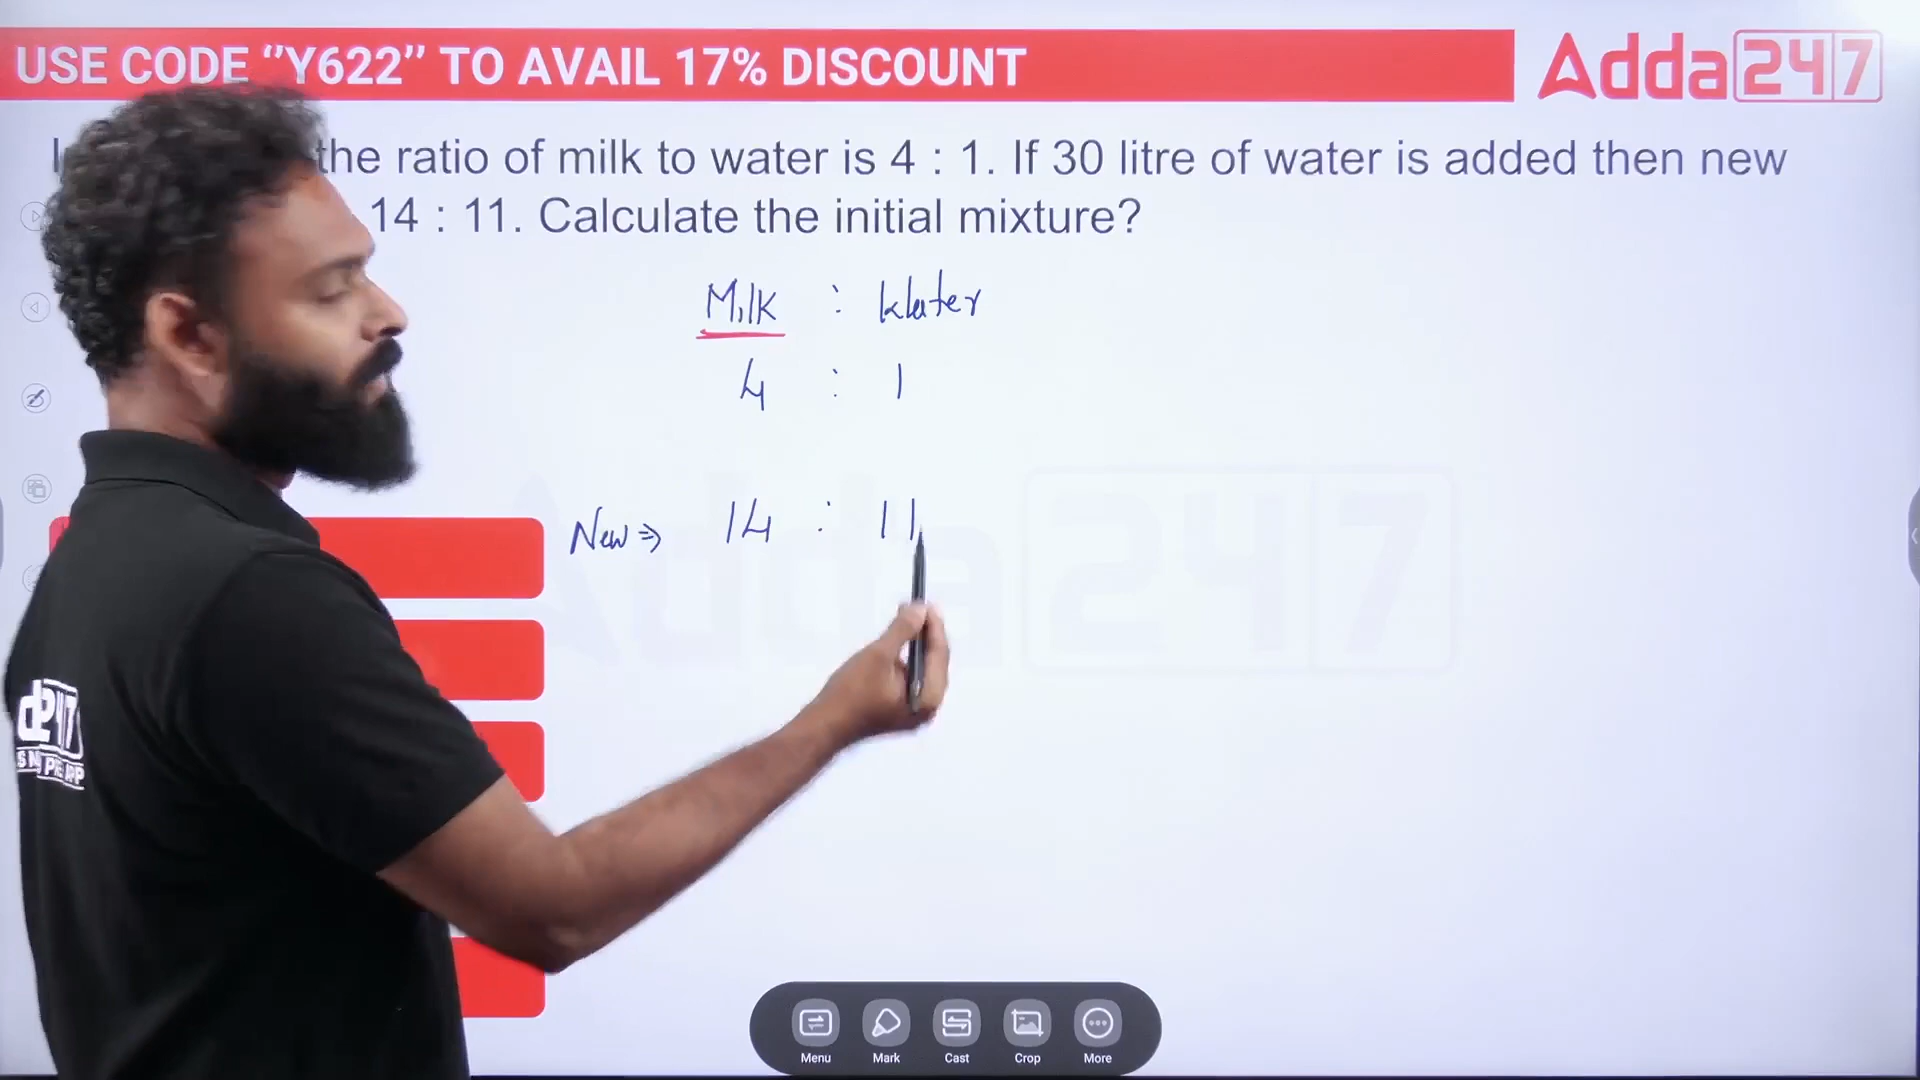 USE CODE “Y622” TO AVAIL 17% DISCOUNT
Adda247
the ratio of milk to water is 4 : 1. If 30 litre of water is added then new
14 : 11. Calculate the initial mixture?
Milk : Water
4 : 1
New ⇒ 14 : 11
Adda247
Menu Mark Cast Crop More